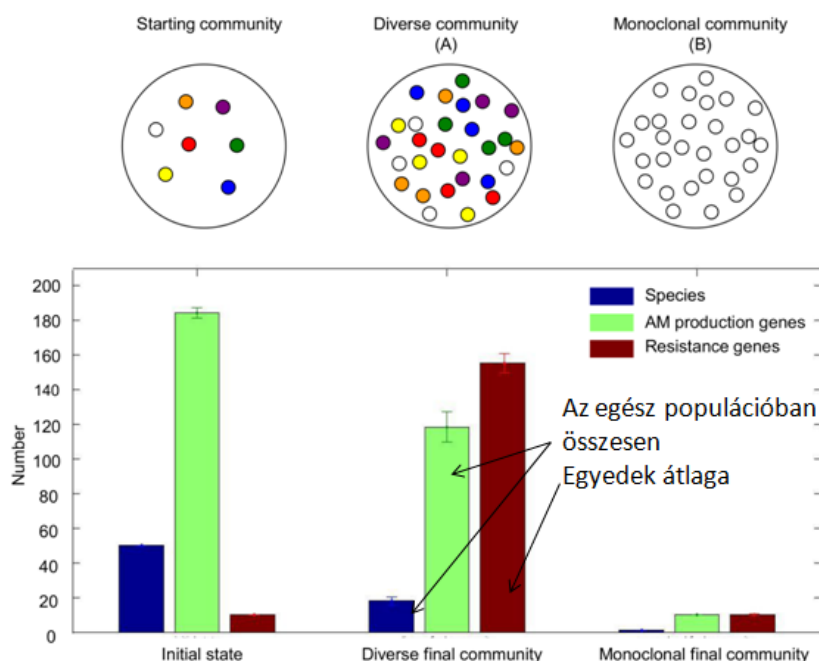 Starting community
Diverse community
(A)
Monoclonal community
(B)
200
180
160
140
120
100
80
60
40
20
0
Number
Species
AM production genes
Resistance genes
Az egész populációban
összesen
Egyedek átlaga
Initial state
Diverse final community
Monoclonal final community